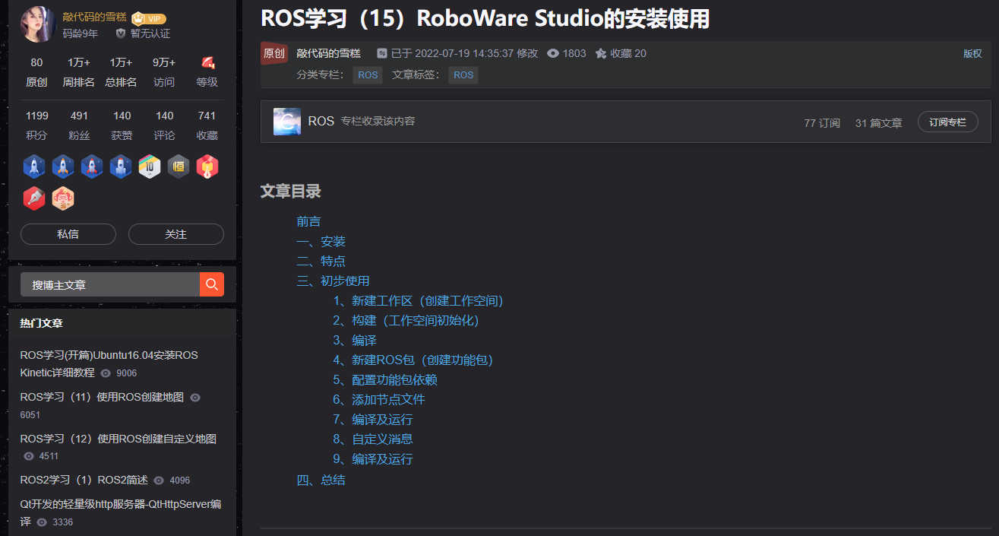 敲代码的雪糕 VIP
码龄9年 暂无认证
80 1万+ 1万+ 9万+ 4
原创 周排名 总排名 访问 等级
1199 491 140 140 741
积分 粉丝 获赞 评论 收藏
10
私信 关注
搜博主文章
热门文章
ROS学习(开篇)Ubuntu16.04安装ROS
Kinetic详细教程 9006
ROS学习（11）使用ROS创建地图
6051
ROS学习（12）使用ROS创建自定义地图
4511
ROS2学习（1）ROS2简述 4096
Qt开发的轻量级http服务器-QtHttpServer编
译 3336
ROS学习（15）RoboWare Studio的安装使用
原创 敲代码的雪糕 已于 2022-07-19 14:35:37 修改 1803 收藏 20 版权
分类专栏： ROS 文章标签： ROS
C ROS 专栏收录该内容 77 订阅 31 篇文章 订阅专栏
文章目录
前言
一、安装
二、特点
三、初步使用
1、新建工作区（创建工作空间）
2、构建（工作空间初始化）
3、编译
4、新建ROS包（创建功能包）
5、配置功能包依赖
6、添加节点文件
7、编译及运行
8、自定义消息
9、编译及运行
四、总结